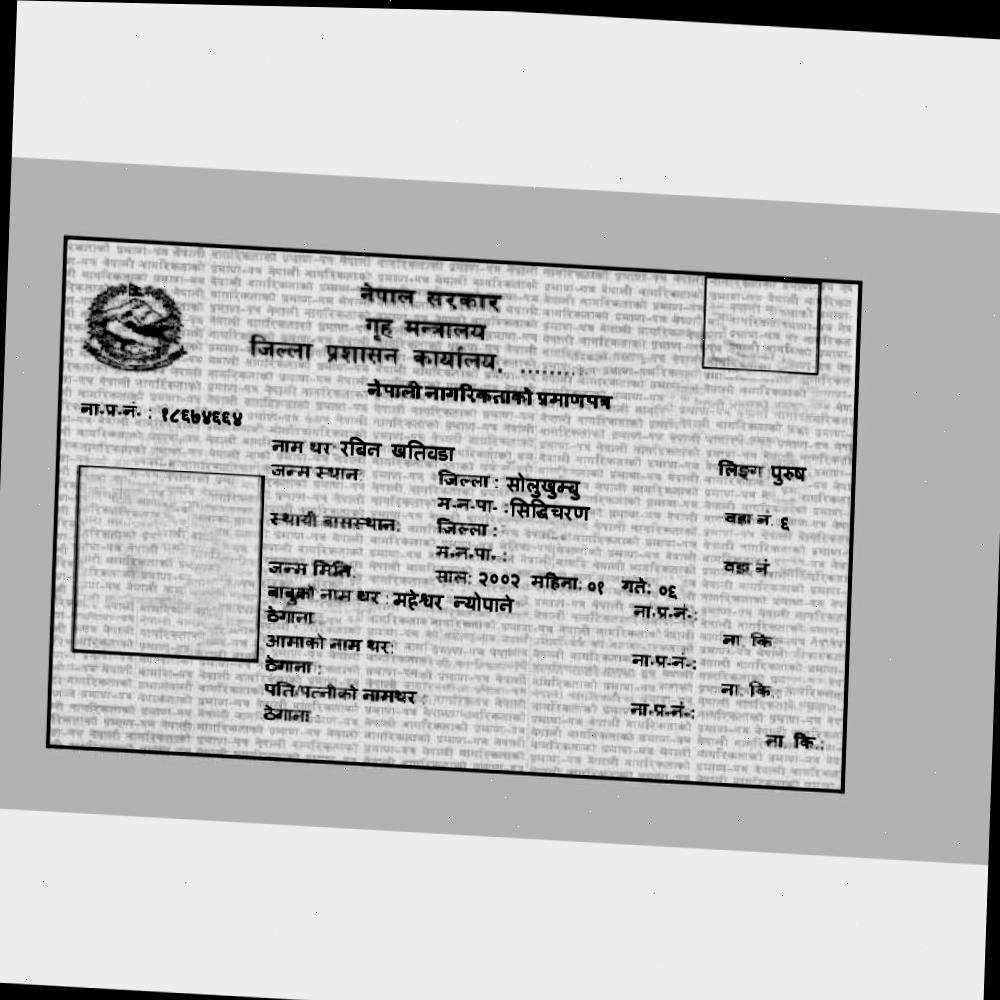 नेपाल सरकार
गृह मन्त्रालय
जिल्ला प्रशासन कार्यालय. .........
नेपाली नागरिकताको प्रमाणपत्र
ना.प्र.नं. : १८६७४६६४
नाम थर रबिन खतिवडा लिङ्ग पुरुष
जन्म स्थान: जिल्ला : सोलुखुम्बु
म.न.पा. : सिद्धिचरण वडा नं. ६
स्थायी बासस्थान: जिल्ला :
म.न.पा. : वडा नं
जन्म मिति: साल: २००२ महिना: ०१ गते: ०६
बाबुको नाम थर : महेश्वर न्योपाने ना.प्र.नं.:
ठेगाना ना. कि
आमाको नाम थर: ना.प्र.नं.:
ठेगाना : ना. कि.:
पति/पत्नीको नामथर : ना.प्र.नं.:
ठेगाना : ना. कि.: